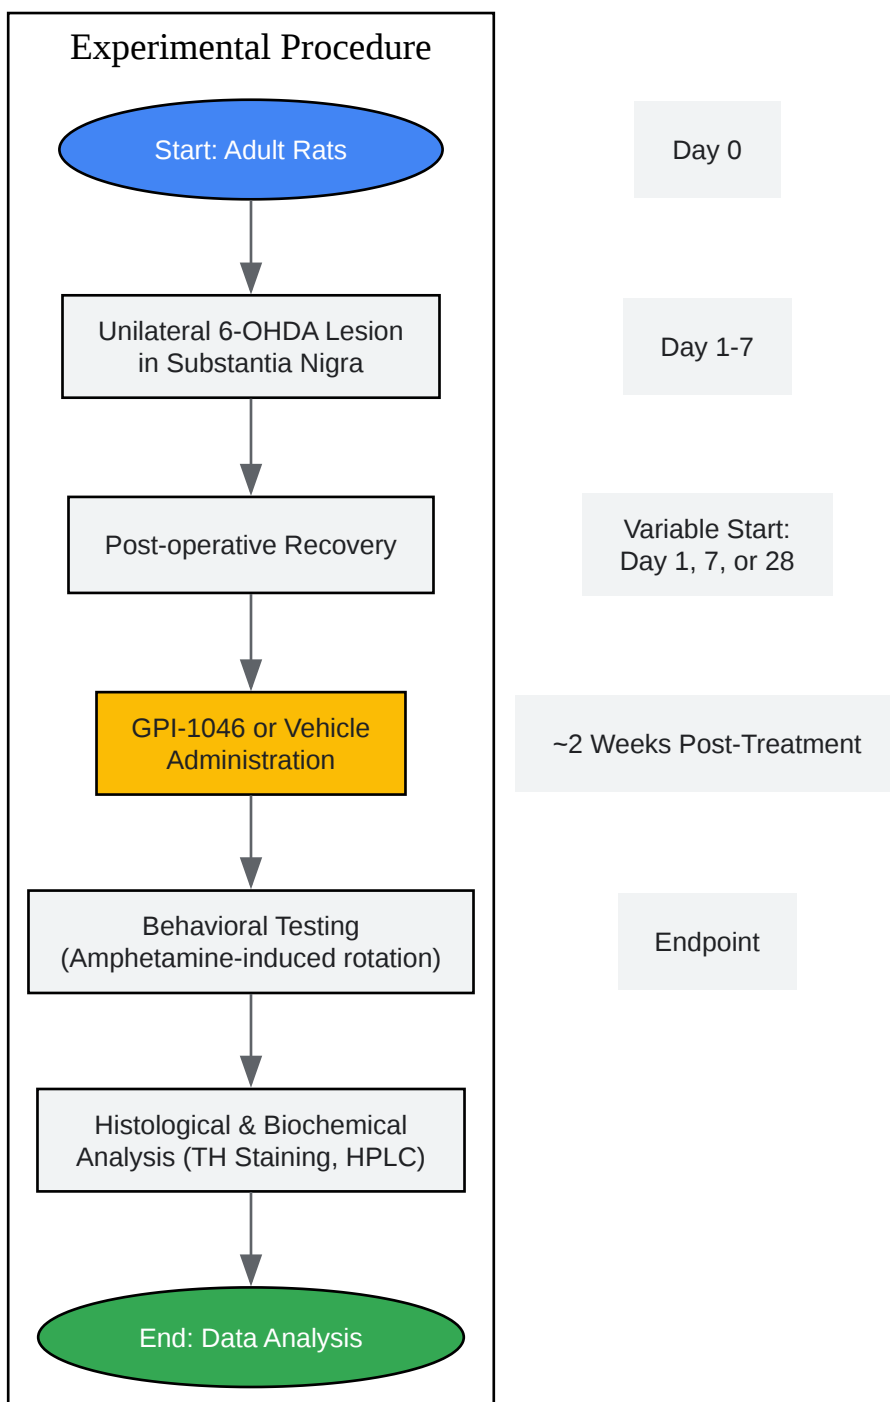 Experimental Procedure
Start: Adult Rats
Day 0
Unilateral 6-OHDA Lesion
in Substantia Nigra
Day 1-7
Post-operative Recovery
Variable Start:
Day 1, 7, or 28
GPI-1046 or Vehicle
Administration
~2 Weeks Post-Treatment
Behavioral Testing
(Amphetamine-induced rotation)
Endpoint
Histological & Biochemical
Analysis (TH Staining, HPLC)
End: Data Analysis